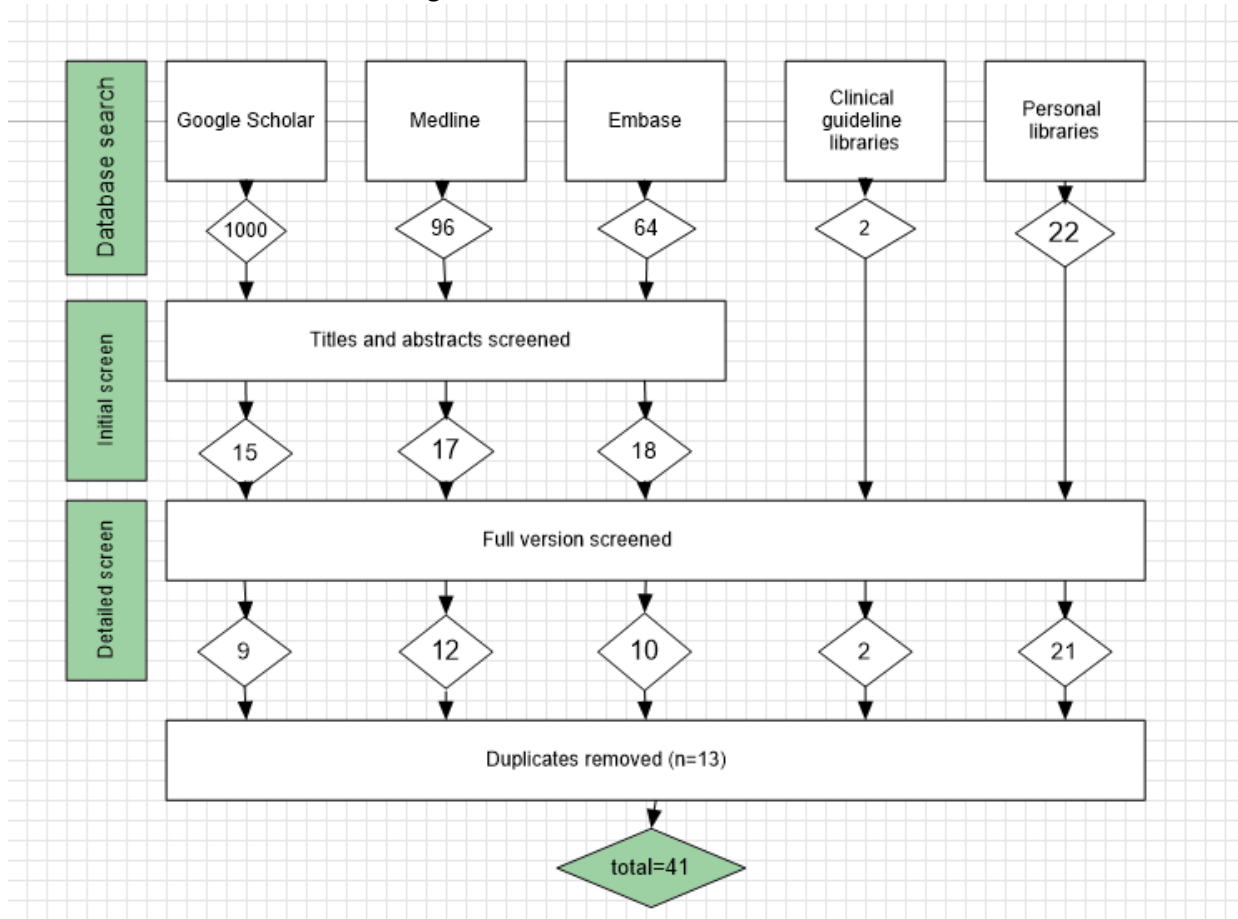 Database search
Google Scholar
Medline
Embase
Clinical
guideline
libraries
Personal
libraries
1000
96
64
2
22
Initial screen
Titles and abstracts screened
15
17
18
Detailed screen
Full version screened
9
12
10
2
21
Duplicates removed (n=13)
total=41